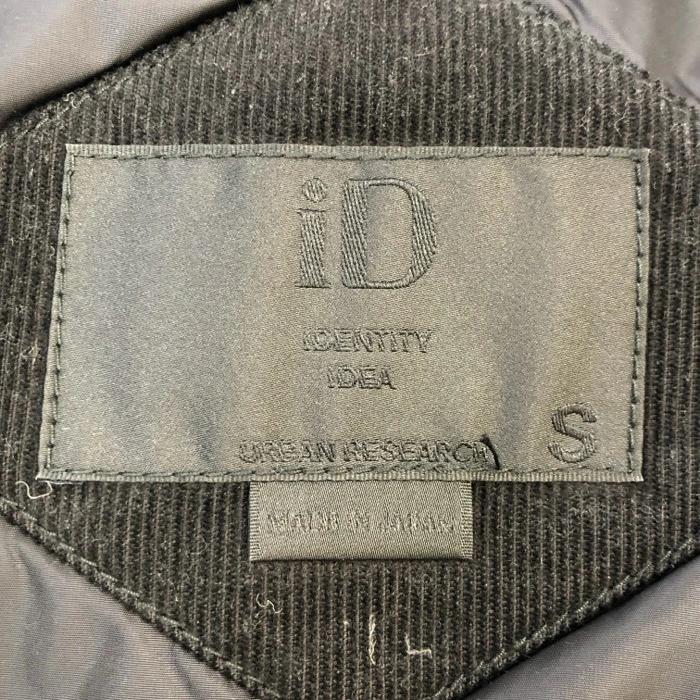 iD
IDENTITY
IDEA
URBAN RESEARCH
S
MADE IN JAPAN